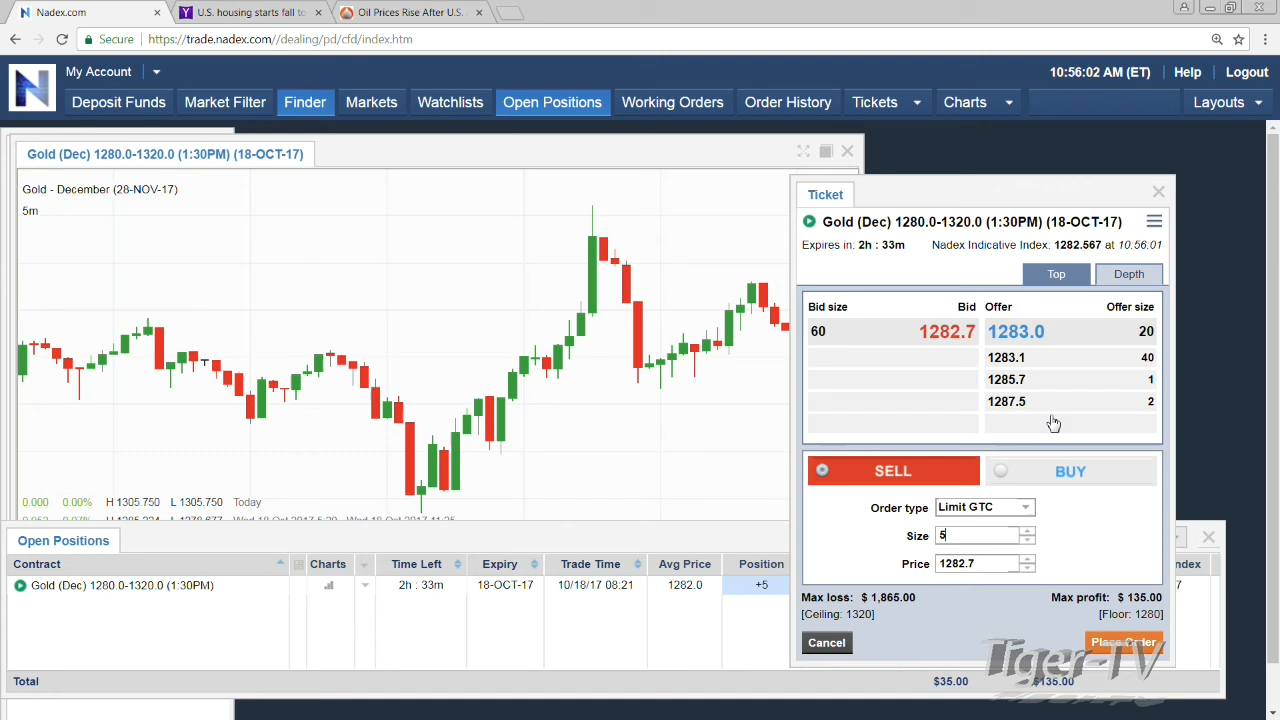 Nadex.com
U.S. housing starts fall to
Oil Prices Rise After U.S.
Secure
https://trade.nadex.com//dealing/pd/cfd/index.htm
N
My Account
10:56:02 AM (ET)
Help
Logout
Deposit Funds
Market Filter
Finder
Markets
Watchlists
Open Positions
Working Orders
Order History
Tickets
Charts
Layouts
Gold (Dec) 1280.0-1320.0 (1:30PM) (18-OCT-17)
Gold - December (28-NOV-17)
5m
0.000 0.00% H 1305.750 L 1305.750 Today
Ticket
Gold (Dec) 1280.0-1320.0 (1:30PM) (18-OCT-17)
Expires in: 2h : 33m Nadex Indicative Index: 1282.567 at 10:56.01
Top Depth
Bid size Bid Offer Offer size
60 1282.7 1283.0 20
1283.1 40
1285.7 1
1287.5 2
SELL BUY
Order type Limit GTC
Size 5
Price 1282.7
Max loss: $ 1,865.00 Max profit: $ 135.00
[Ceiling: 1320] [Floor: 1280]
Cancel Place Order
Open Positions
Contract Charts Time Left Expiry Trade Time Avg Price Position
Gold (Dec) 1280.0-1320.0 (1:30PM) 2h : 33m 18-OCT-17 10/18/17 08:21 1282.0 +5
Total $35.00 $135.00
Tiger-TV